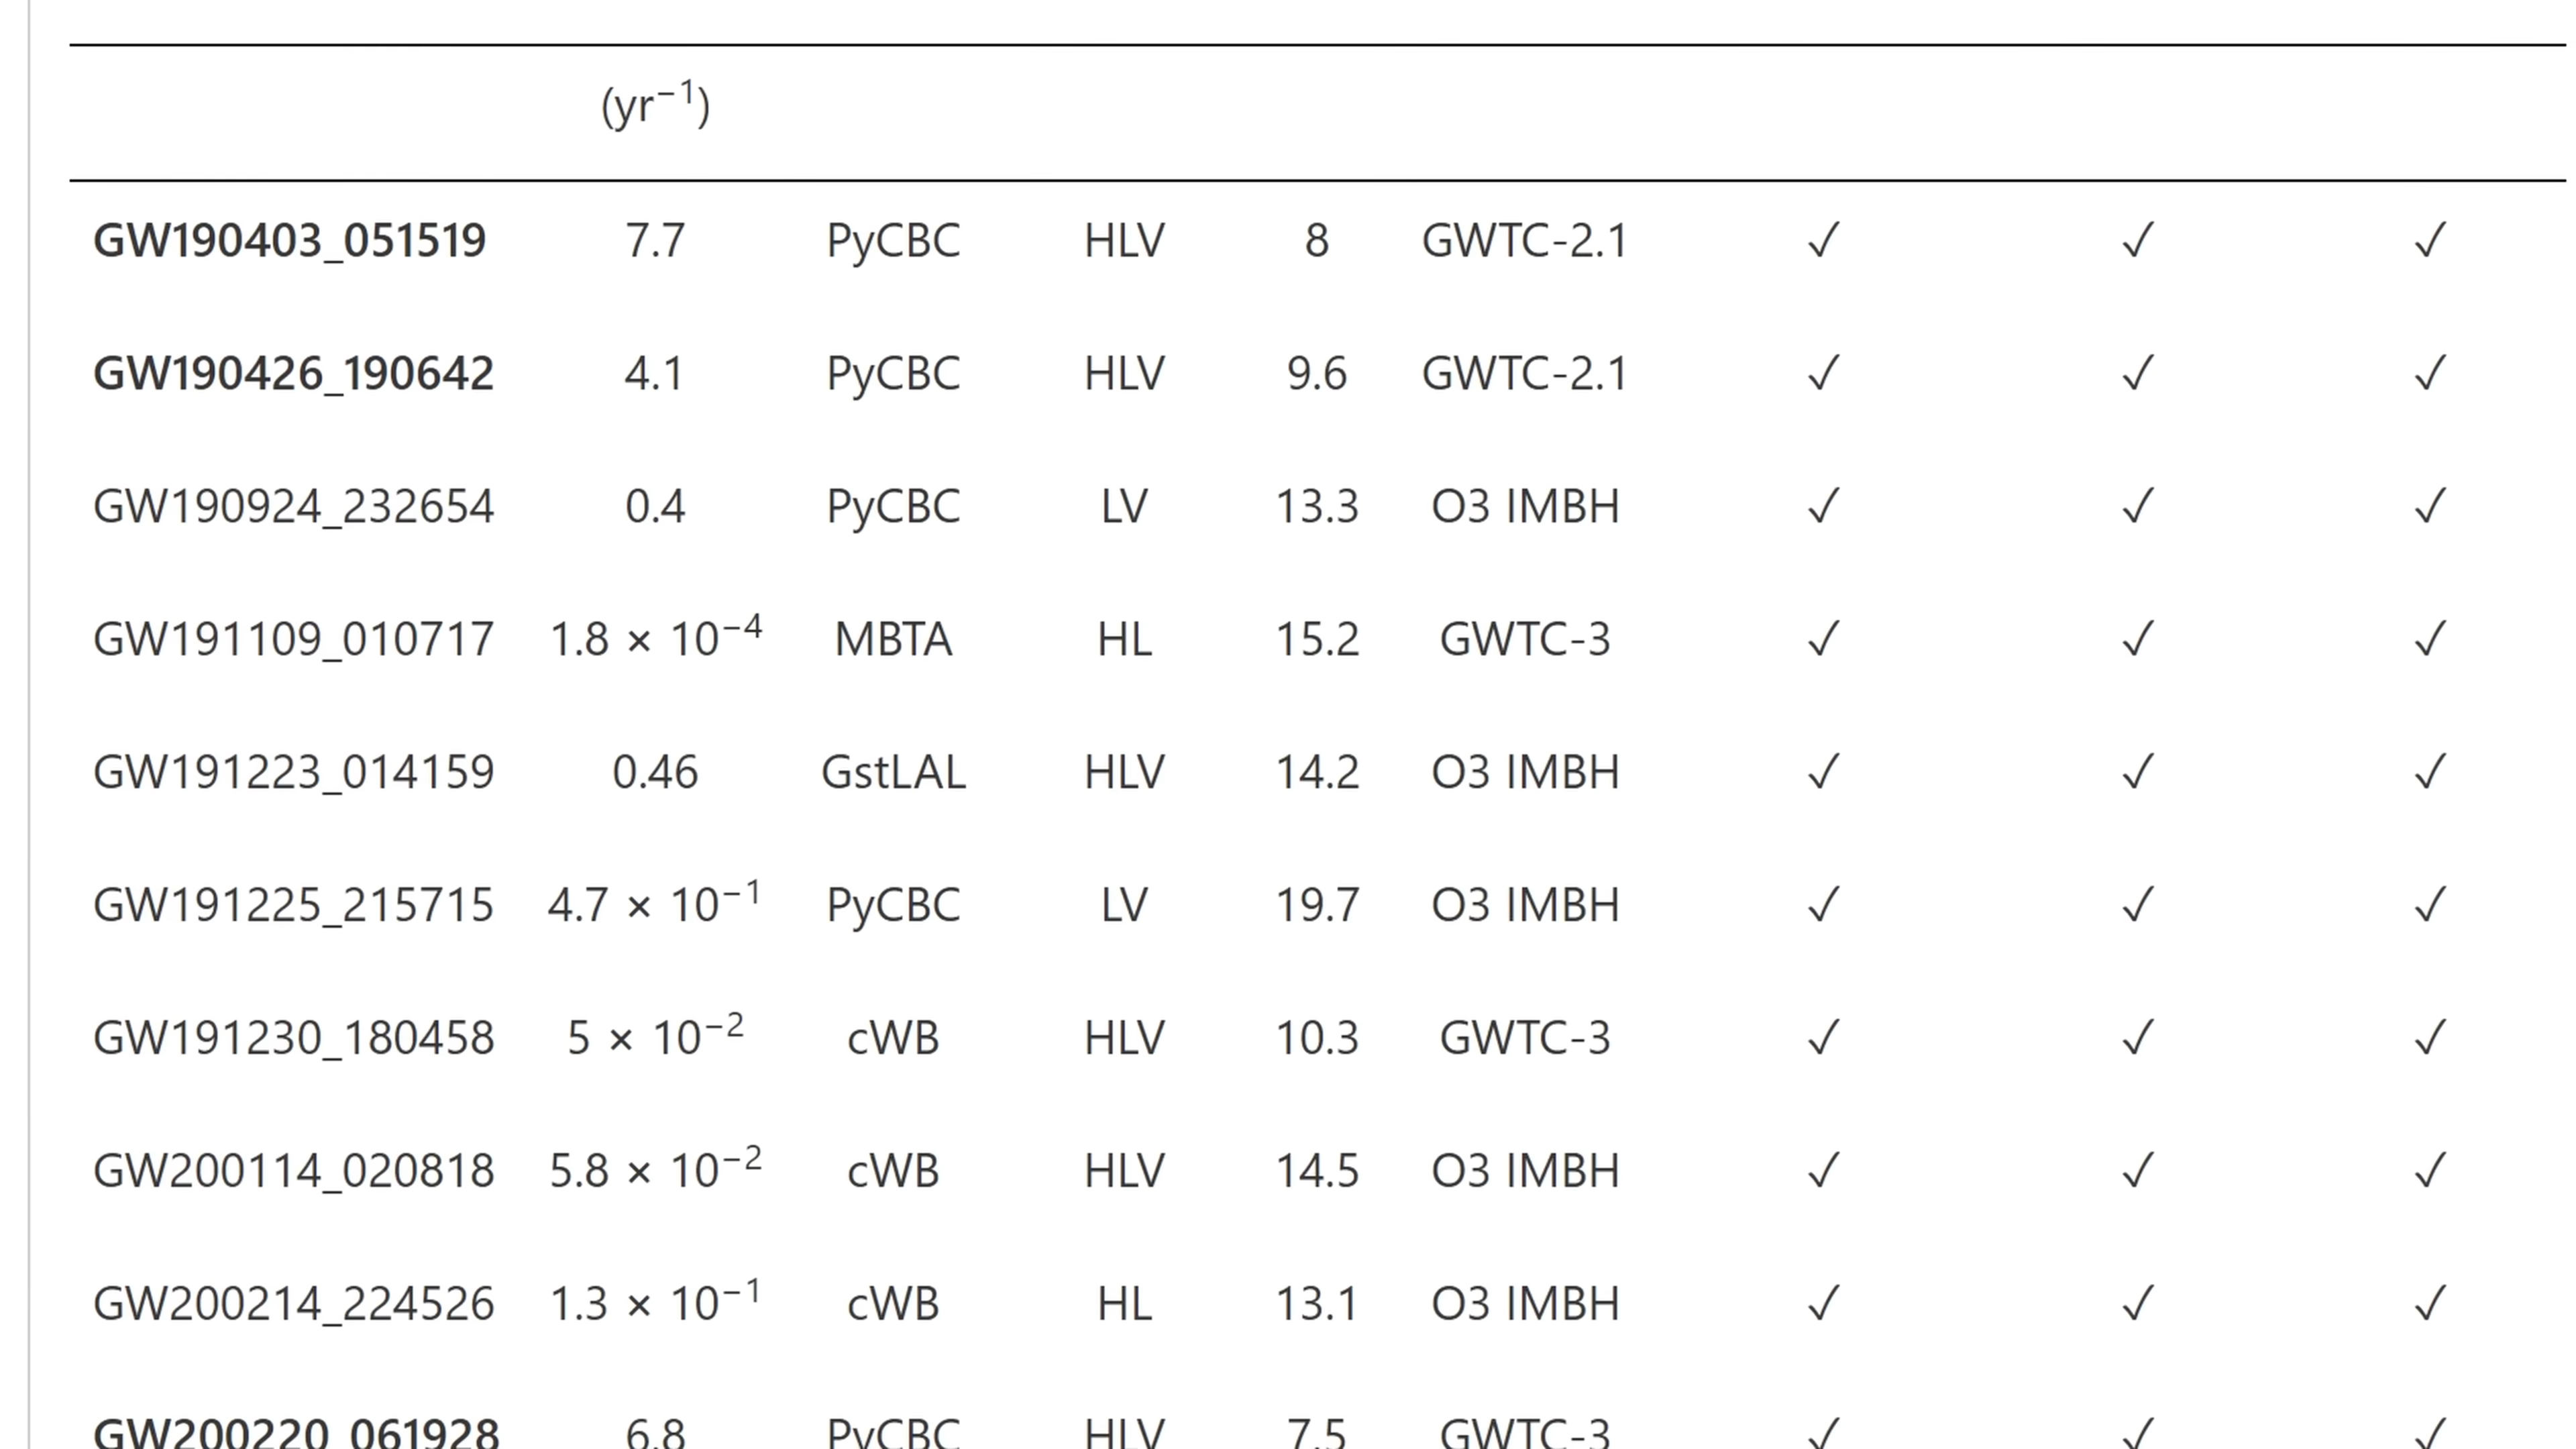 (yr⁻¹)
GW190403_051519 7.7 PyCBC HLV 8 GWTC-2.1 ✓ ✓ ✓
GW190426_190642 4.1 PyCBC HLV 9.6 GWTC-2.1 ✓ ✓ ✓
GW190924_232654 0.4 PyCBC LV 13.3 O3 IMBH ✓ ✓ ✓
GW191109_010717 1.8 × 10⁻⁴ MBTA HL 15.2 GWTC-3 ✓ ✓ ✓
GW191223_014159 0.46 GstLAL HLV 14.2 O3 IMBH ✓ ✓ ✓
GW191225_215715 4.7 × 10⁻¹ PyCBC LV 19.7 O3 IMBH ✓ ✓ ✓
GW191230_180458 5 × 10⁻² cWB HLV 10.3 GWTC-3 ✓ ✓ ✓
GW200114_020818 5.8 × 10⁻² cWB HLV 14.5 O3 IMBH ✓ ✓ ✓
GW200214_224526 1.3 × 10⁻¹ cWB HL 13.1 O3 IMBH ✓ ✓ ✓
GW200220_061928 6.8 PyCBC HLV 7.5 GWTC-3 ✓ ✓ ✓